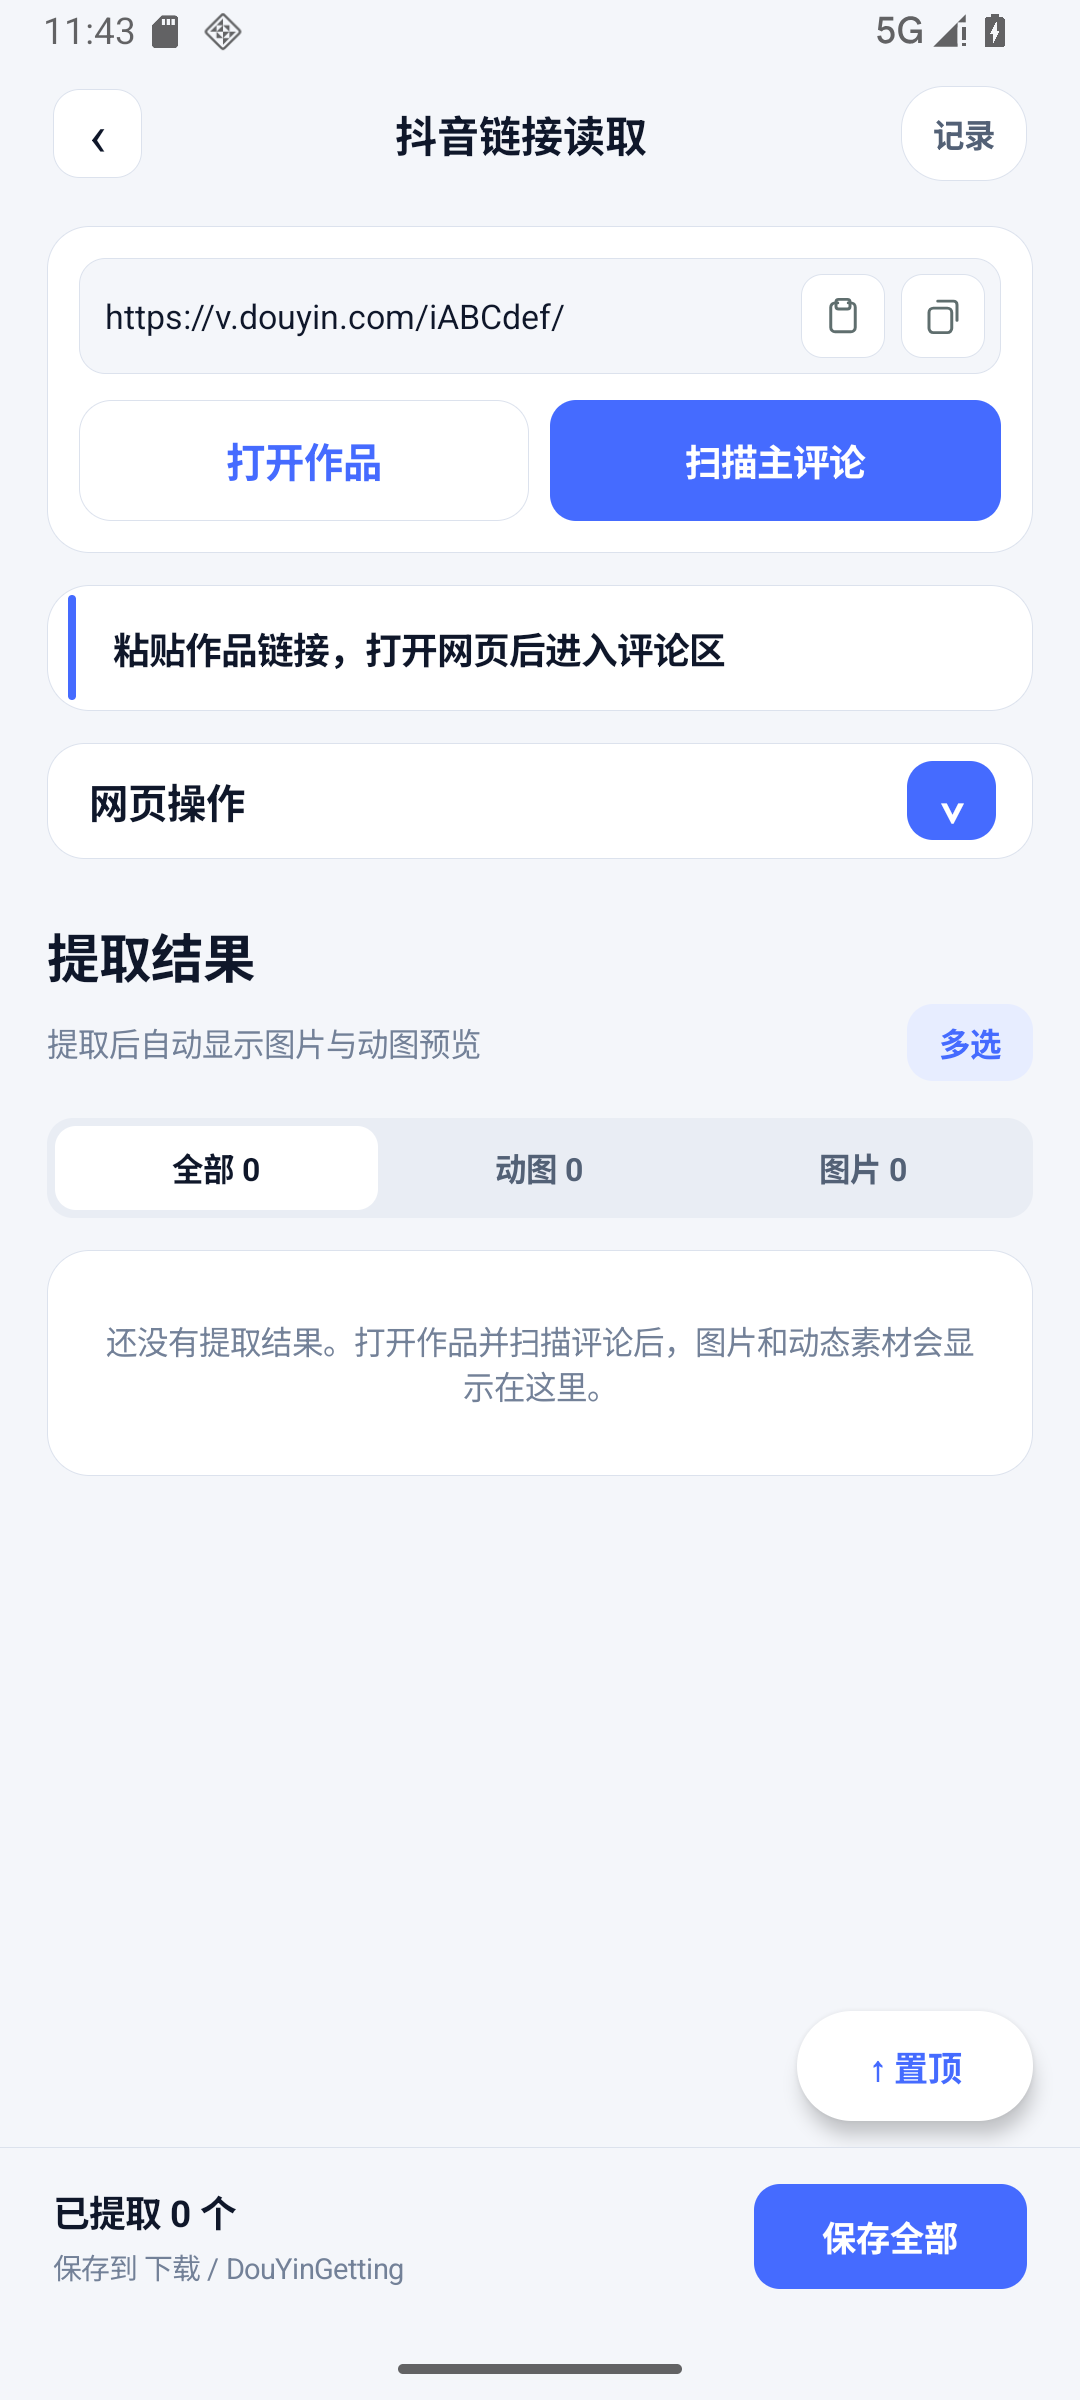 11:43
5G
‹
抖音链接读取
记录
https://v.douyin.com/iABCdef/
打开作品
扫描主评论
粘贴作品链接，打开网页后进入评论区
网页操作
提取结果
提取后自动显示图片与动图预览
多选
全部 0
动图 0
图片 0
还没有提取结果。打开作品并扫描评论后，图片和动态素材会显
示在这里。
↑ 置顶
已提取 0 个
保存到 下载 / DouYinGetting
保存全部